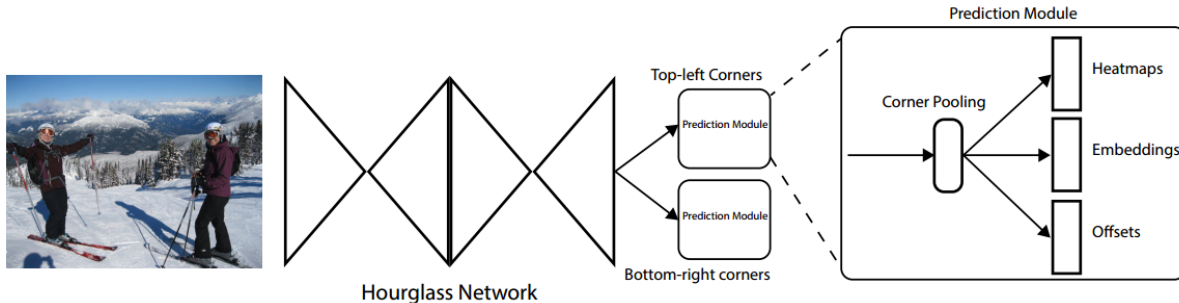 Prediction Module
Top-left Corners
Heatmaps
Corner Pooling
Prediction Module
Embeddings
Prediction Module
Offsets
Bottom-right corners
Hourglass Network